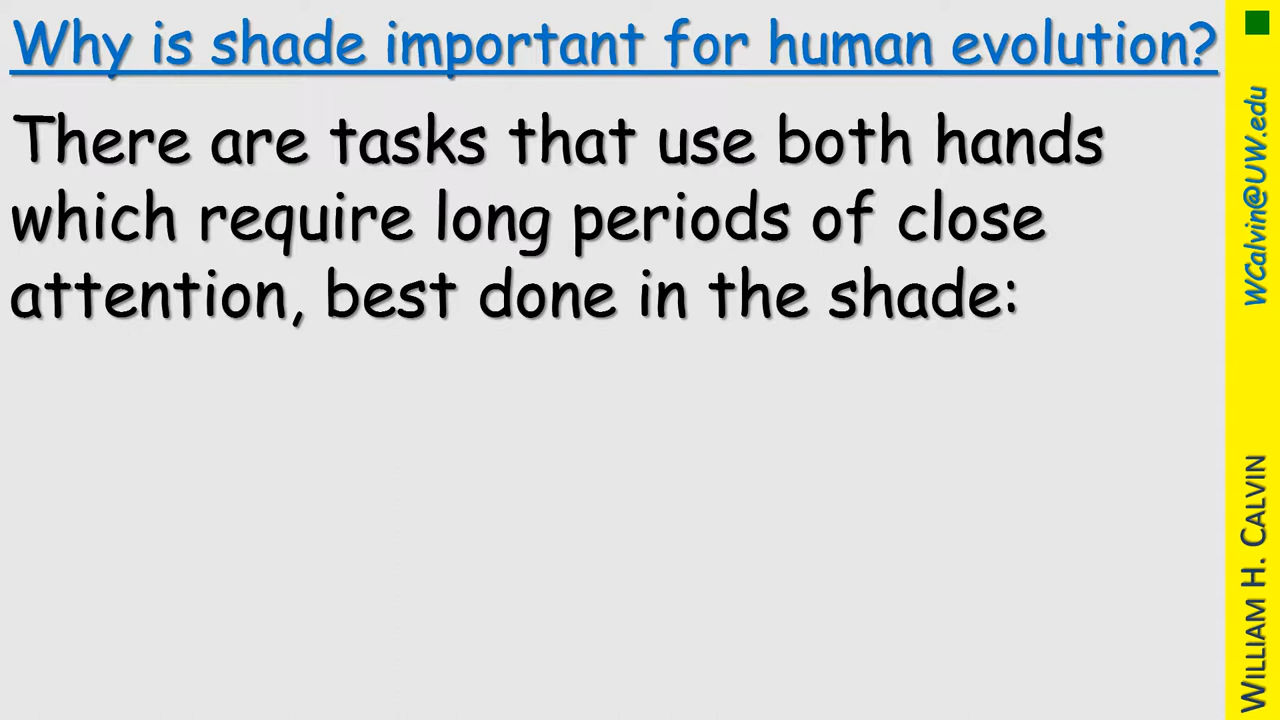 Why is shade important for human evolution?
There are tasks that use both hands
which require long periods of close
attention, best done in the shade:
WILLIAM H. CALVIN WCalvin@UW.edu